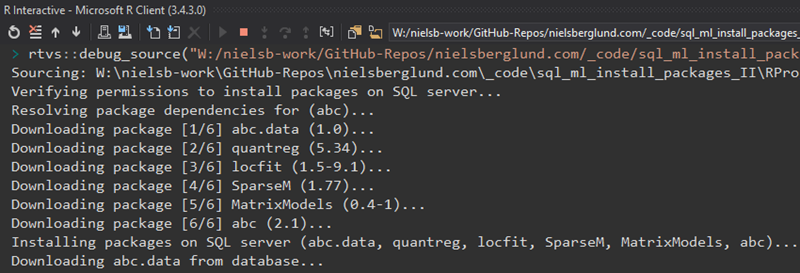 R Interactive - Microsoft R Client (3.4.3.0)
W:/nielsb-work/GitHub-Repos/nielsberglund.com/_code/sql_ml_install_packages_
> rtvs::debug_source("W:/nielsb-work/GitHub-Repos/nielsberglund.com/_code/sql_ml_install_pack
Sourcing: W:\nielsb-work\GitHub-Repos\nielsberglund.com\_code\sql_ml_install_packages_II\RPro
Verifying permissions to install packages on SQL server...
Resolving package dependencies for (abc)...
Downloading package [1/6] abc.data (1.0)...
Downloading package [2/6] quantreg (5.34)...
Downloading package [3/6] locfit (1.5-9.1)...
Downloading package [4/6] SparseM (1.77)...
Downloading package [5/6] MatrixModels (0.4-1)...
Downloading package [6/6] abc (2.1)...
Installing packages on SQL server (abc.data, quantreg, locfit, SparseM, MatrixModels, abc)...
Downloading abc.data from database...